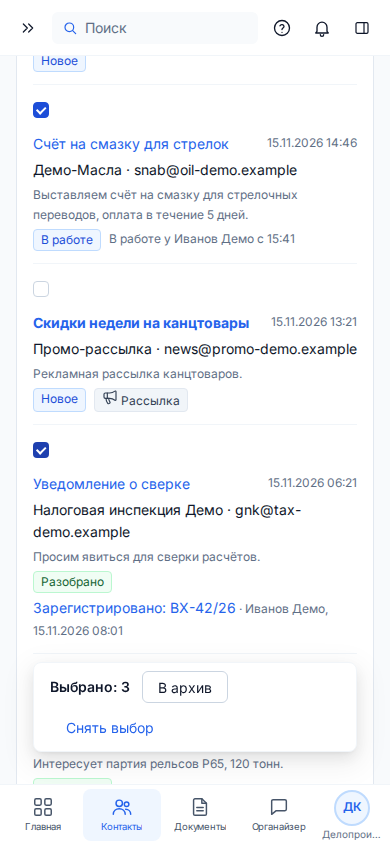 Поиск
Новое
Счёт на смазку для стрелок 15.11.2026 14:46
Демо-Масла · snab@oil-demo.example
Выставляем счёт на смазку для стрелочных
переводов, оплата в течение 5 дней.
В работе В работе у Иванов Демо с 15:41
Скидки недели на канцтовары 15.11.2026 13:21
Промо-рассылка · news@promo-demo.example
Рекламная рассылка канцтоваров.
Новое Рассылка
Уведомление о сверке 15.11.2026 06:21
Налоговая инспекция Демо · gnk@tax-
demo.example
Просим явиться для сверки расчётов.
Разобрано
Зарегистрировано: ВХ-42/26 · Иванов Демо,
15.11.2026 08:01
Выбрано: 3 В архив
Снять выбор
Интересует партия рельсов Р65, 120 тонн.
ДК
Главная Контакты Документы Органайзер Делопрои...